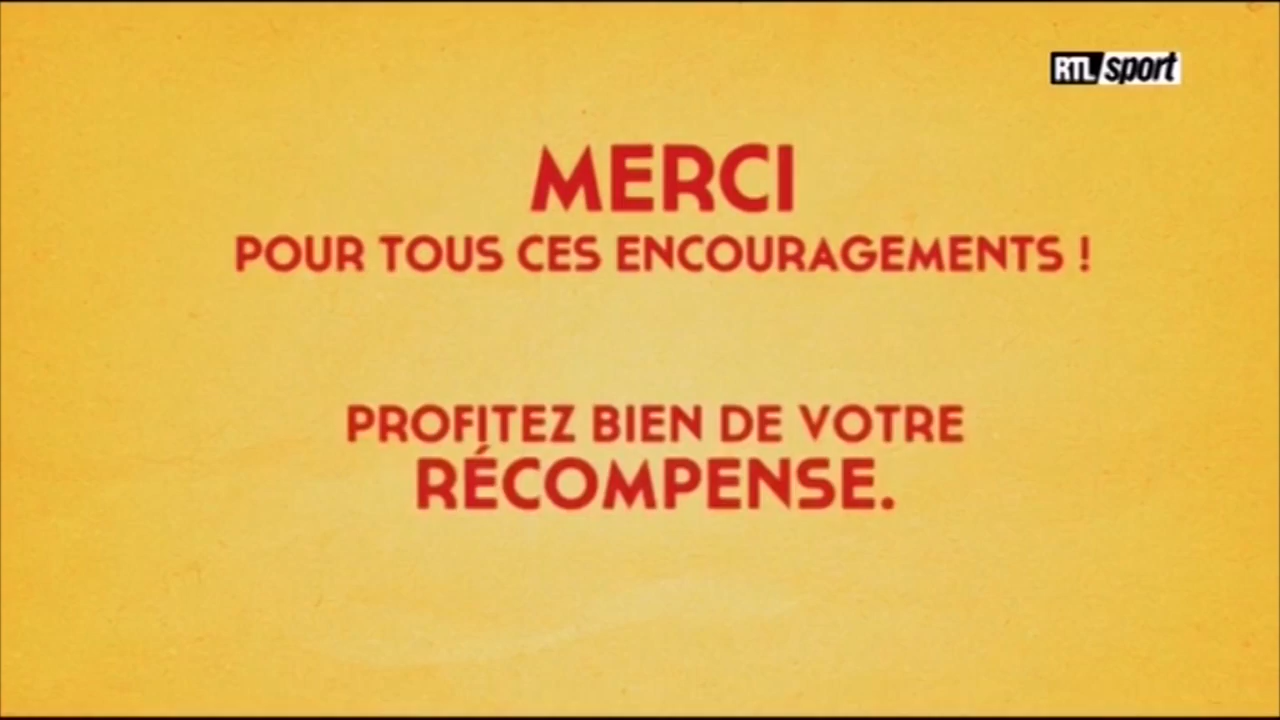 RTL sport
MERCI
POUR TOUS CES ENCOURAGEMENTS !
PROFITEZ BIEN DE VOTRE
RÉCOMPENSE.